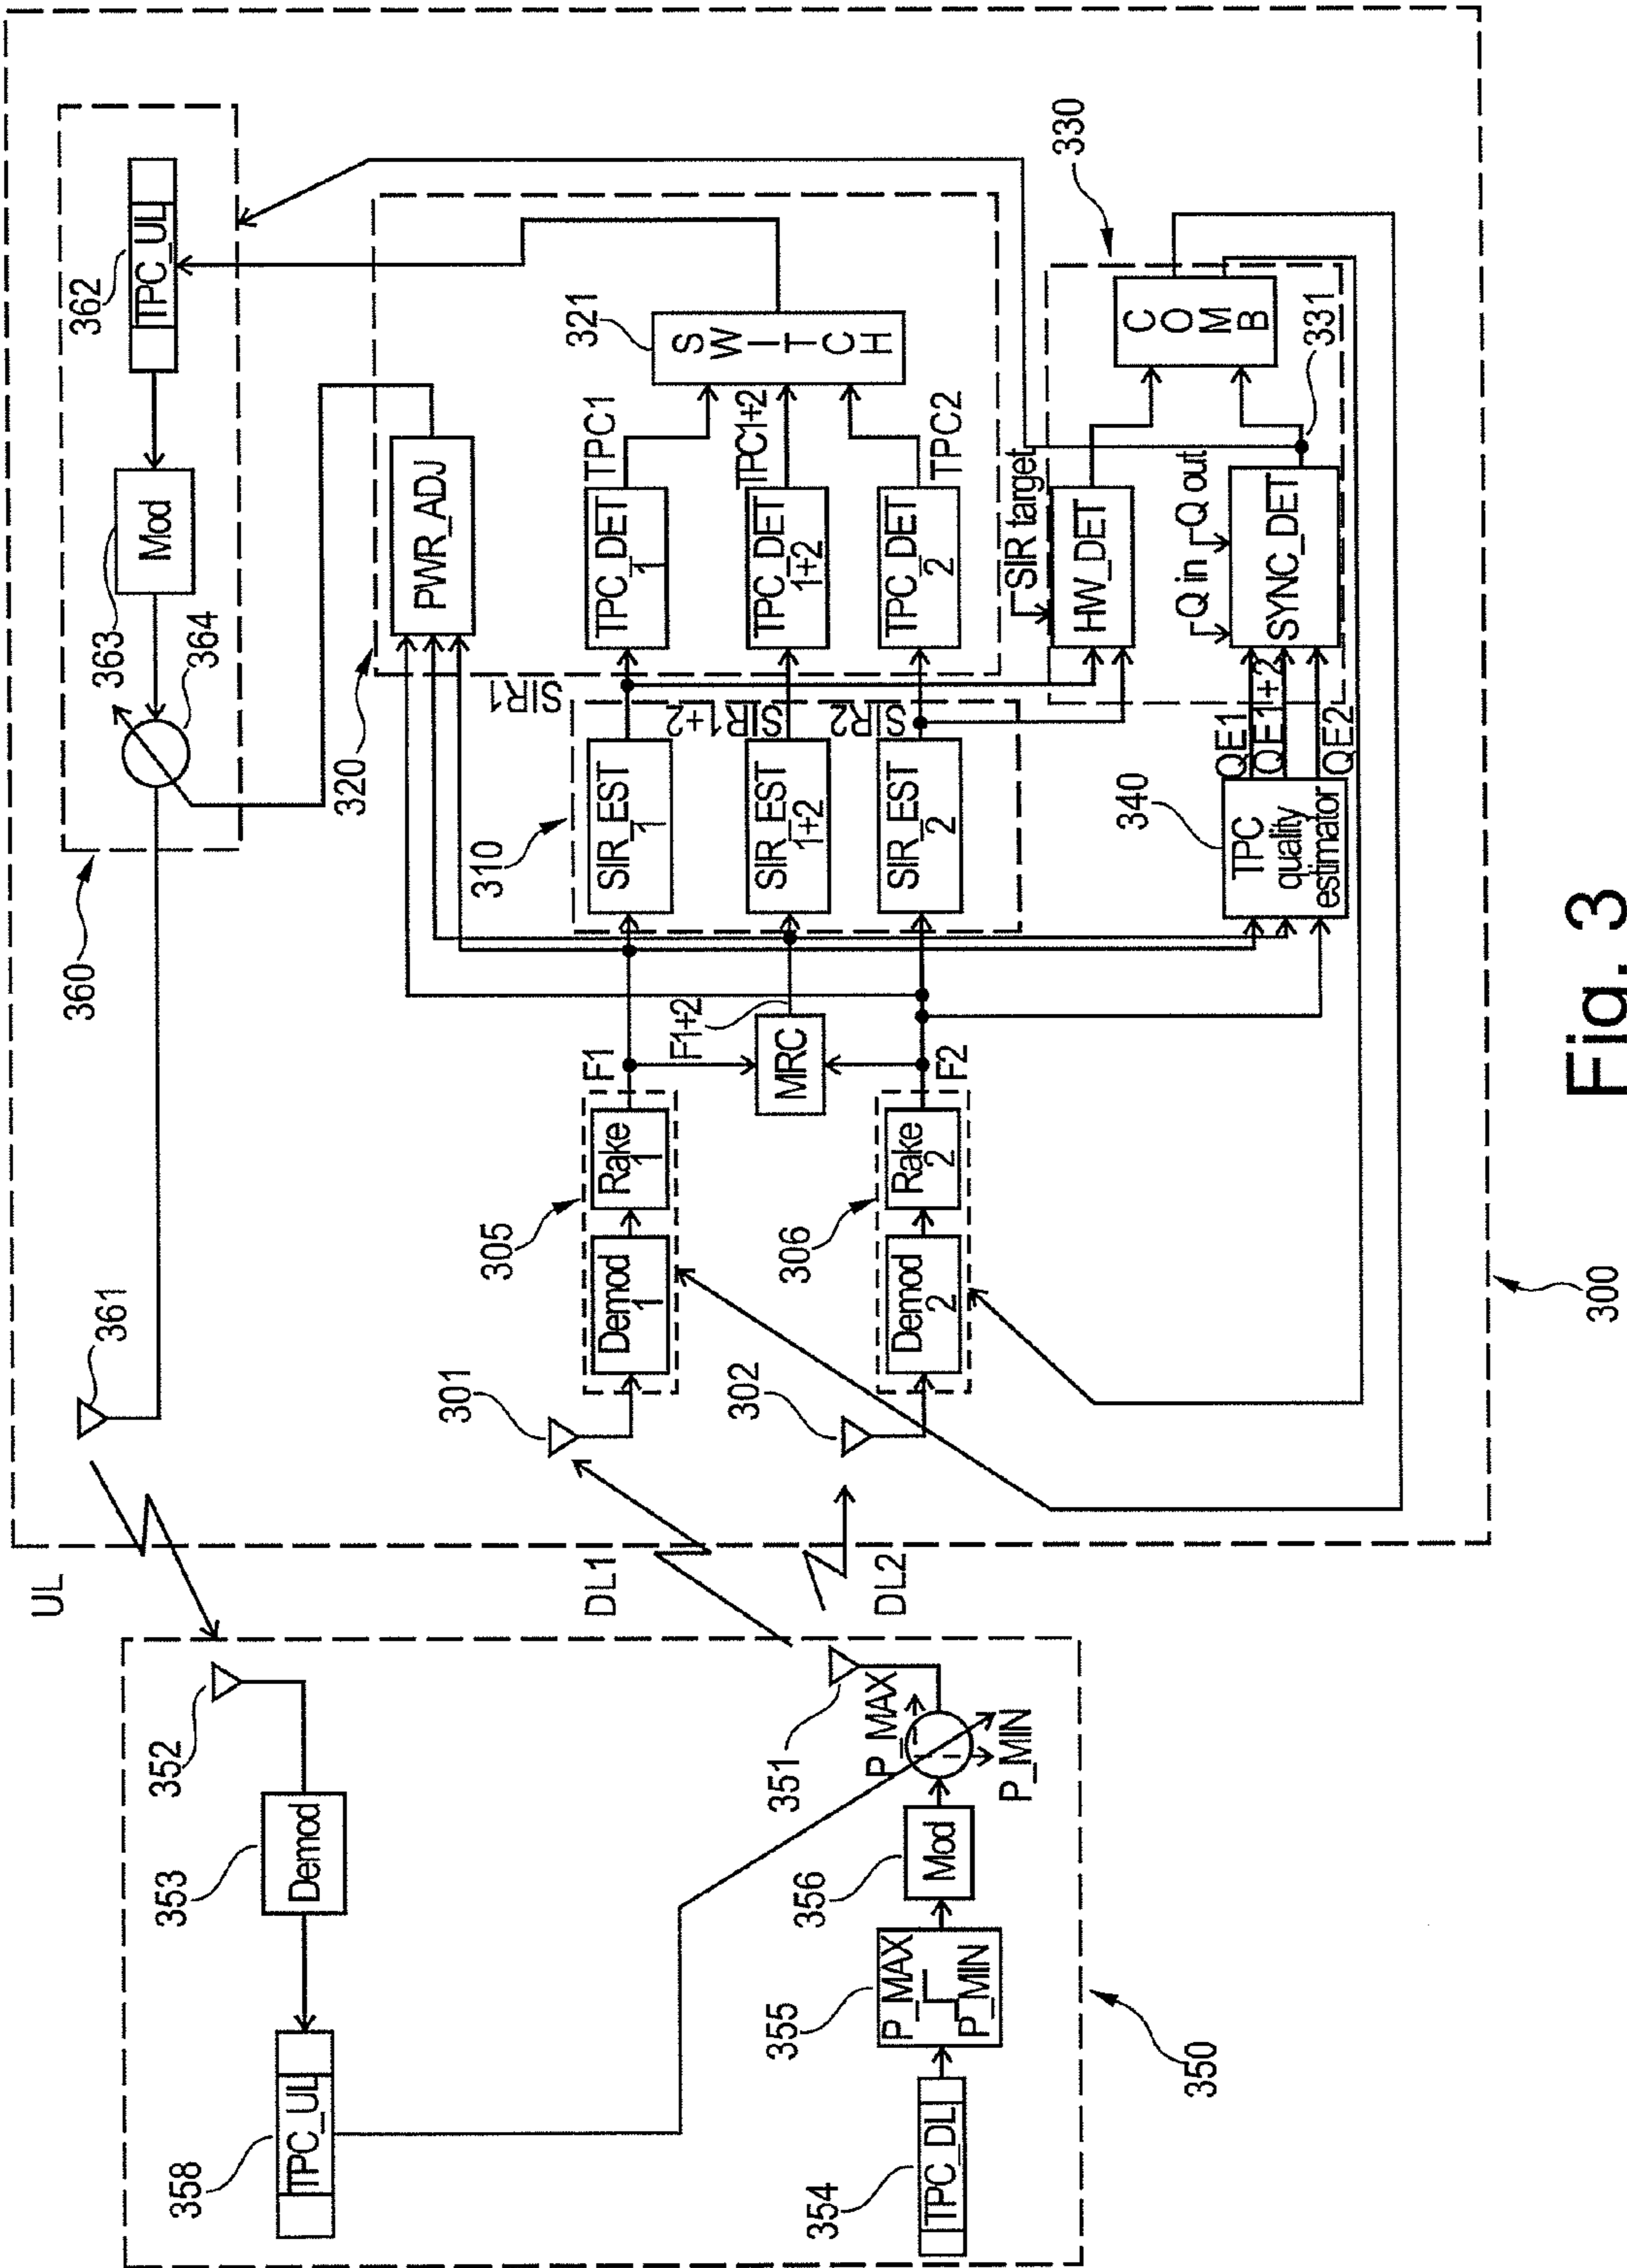 UL
360
362
TPC_UL
363
Mod
364
361
352
353
Demod
358
TPC_UL
320
PWR_ADJ
TPC1
TPC_DET
1
TPC1+2
TPC_DET
1+2
TPC2
TPC_DET
2
321
S
W
I
T
C
H
310
SIR1
SIR_EST
1
SIR1+2
SIR_EST
1+2
SIR2
SIR_EST
2
F1
F1+2
MRC
F2
305
Demod
1
Rake
1
306
Demod
2
Rake
2
301
302
DL1
DL2
330
SIR target
HW_DET
Q in
Q out
SYNC_DET
C
O
M
B
331
340
TPC
quality
estimator
QE1
QE1+2
QE2
351
P_MAX
P_MIN
356
Mod
355
P_MAX
P_MIN
354
TPC_DL
350
300
Fig. 3